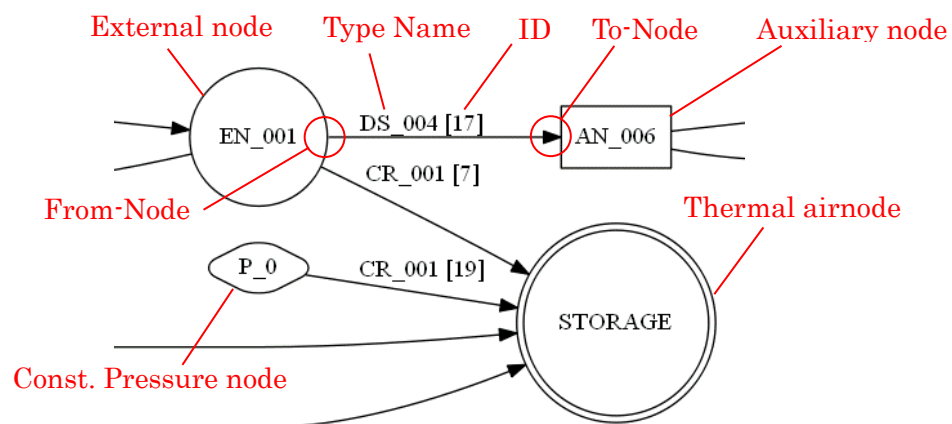 External node
Type Name
ID
To-Node
Auxiliary node
EN_001
DS_004 [17]
AN_006
CR_001 [7]
From-Node
Thermal airnode
P_0
CR_001 [19]
STORAGE
Const. Pressure node